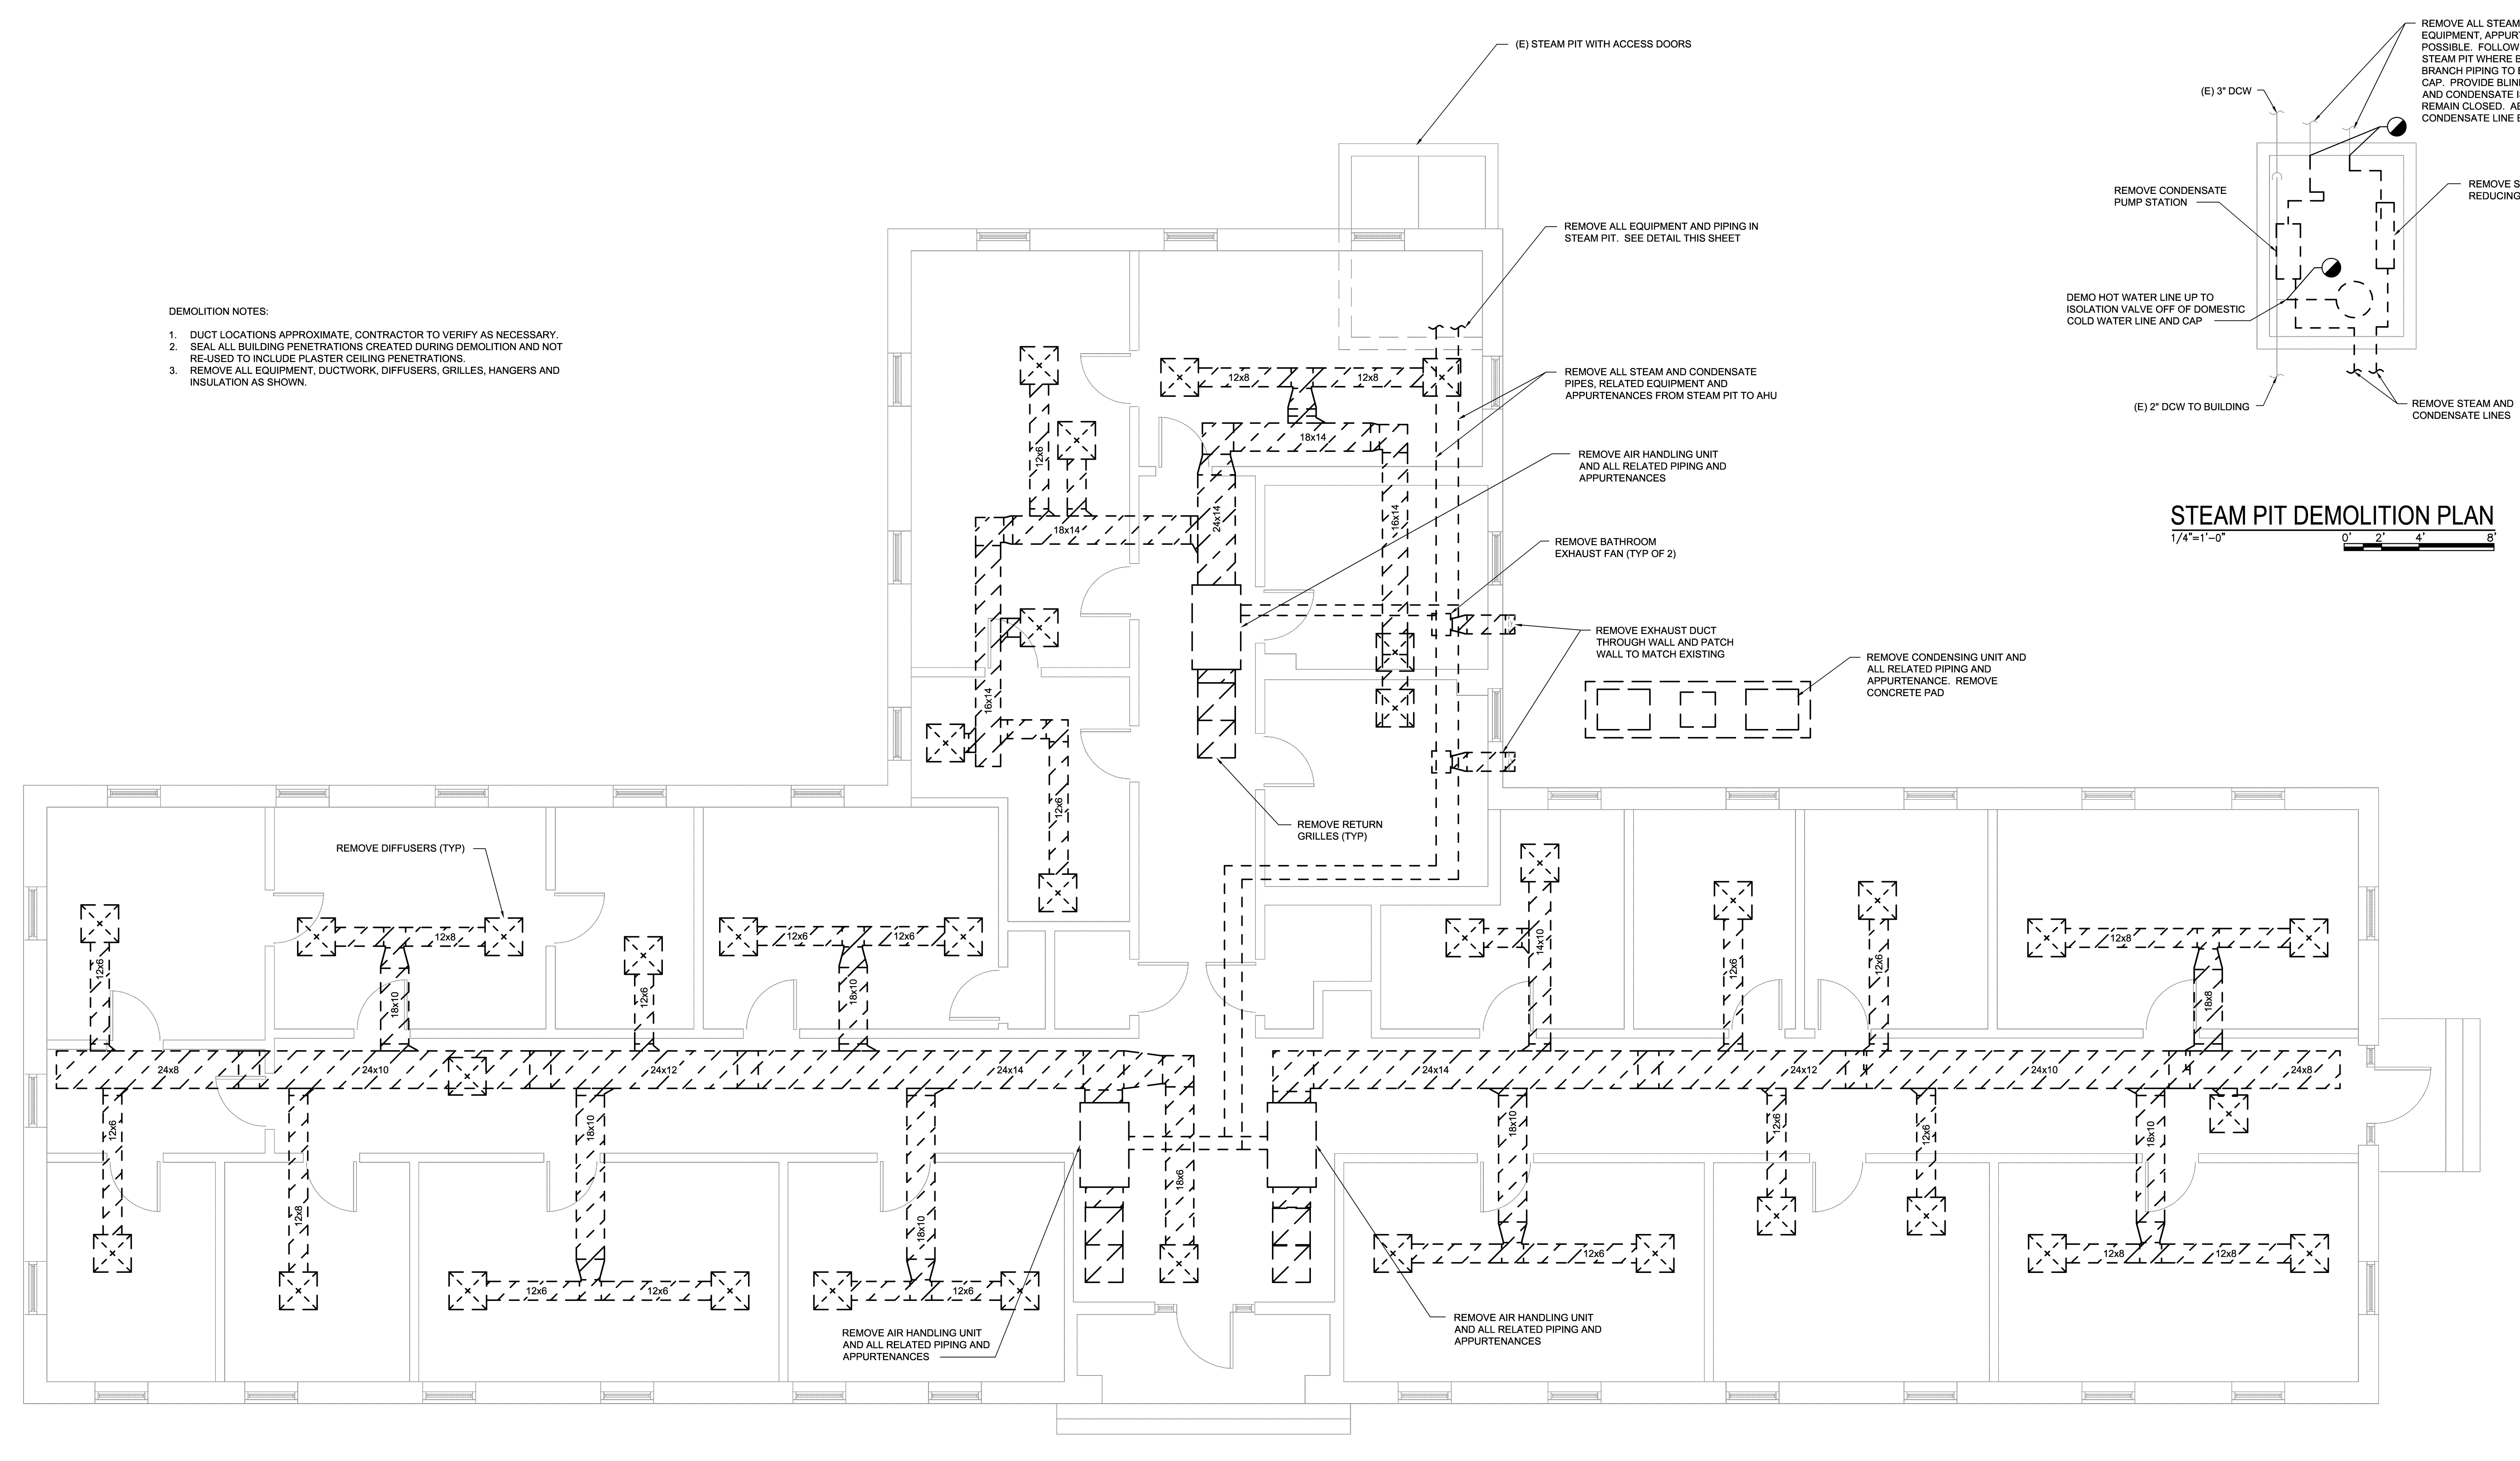 (E) STEAM PIT WITH ACCESS DOORS
REMOVE ALL STEAM
EQUIPMENT, APPUR
POSSIBLE. FOLLOW
STEAM PIT WHERE B
BRANCH PIPING TO
CAP. PROVIDE BLIN
AND CONDENSATE
REMAIN CLOSED. A
CONDENSATE LINE
(E) 3" DCW
REMOVE CONDENSATE
PUMP STATION
REMOVE S
REDUCING
DEMO HOT WATER LINE UP TO
ISOLATION VALVE OFF OF DOMESTIC
COLD WATER LINE AND CAP
(E) 2" DCW TO BUILDING
REMOVE STEAM AND
CONDENSATE LINES
STEAM PIT DEMOLITION PLAN
1/4"=1'-0"
0' 2' 4' 8'
DEMOLITION NOTES:
1. DUCT LOCATIONS APPROXIMATE, CONTRACTOR TO VERIFY AS NECESSARY.
2. SEAL ALL BUILDING PENETRATIONS CREATED DURING DEMOLITION AND NOT
RE-USED TO INCLUDE PLASTER CEILING PENETRATIONS.
3. REMOVE ALL EQUIPMENT, DUCTWORK, DIFFUSERS, GRILLES, HANGERS AND
INSULATION AS SHOWN.
REMOVE ALL EQUIPMENT AND PIPING IN
STEAM PIT. SEE DETAIL THIS SHEET
REMOVE ALL STEAM AND CONDENSATE
PIPES, RELATED EQUIPMENT AND
APPURTENANCES FROM STEAM PIT TO AHU
REMOVE AIR HANDLING UNIT
AND ALL RELATED PIPING AND
APPURTENANCES
REMOVE BATHROOM
EXHAUST FAN (TYP OF 2)
REMOVE EXHAUST DUCT
THROUGH WALL AND PATCH
WALL TO MATCH EXISTING
REMOVE CONDENSING UNIT AND
ALL RELATED PIPING AND
APPURTENANCE. REMOVE
CONCRETE PAD
12x8
12x8
18x14
12x6
18x14
24x14
16x14
16x14
12x6
REMOVE RETURN
GRILLES (TYP)
REMOVE DIFFUSERS (TYP)
12x8
12x6
12x6
12x8
12x6
18x10
12x6
18x10
14x10
12x6
12x6
18x8
24x8
24x10
24x12
24x14
24x14
24x12
24x10
24x8
12x6
18x10
18x10
12x6
12x6
18x10
12x8
18x10
18x6
12x6
12x8
12x8
12x6
12x6
12x6
REMOVE AIR HANDLING UNIT
AND ALL RELATED PIPING AND
APPURTENANCES
REMOVE AIR HANDLING UNIT
AND ALL RELATED PIPING AND
APPURTENANCES